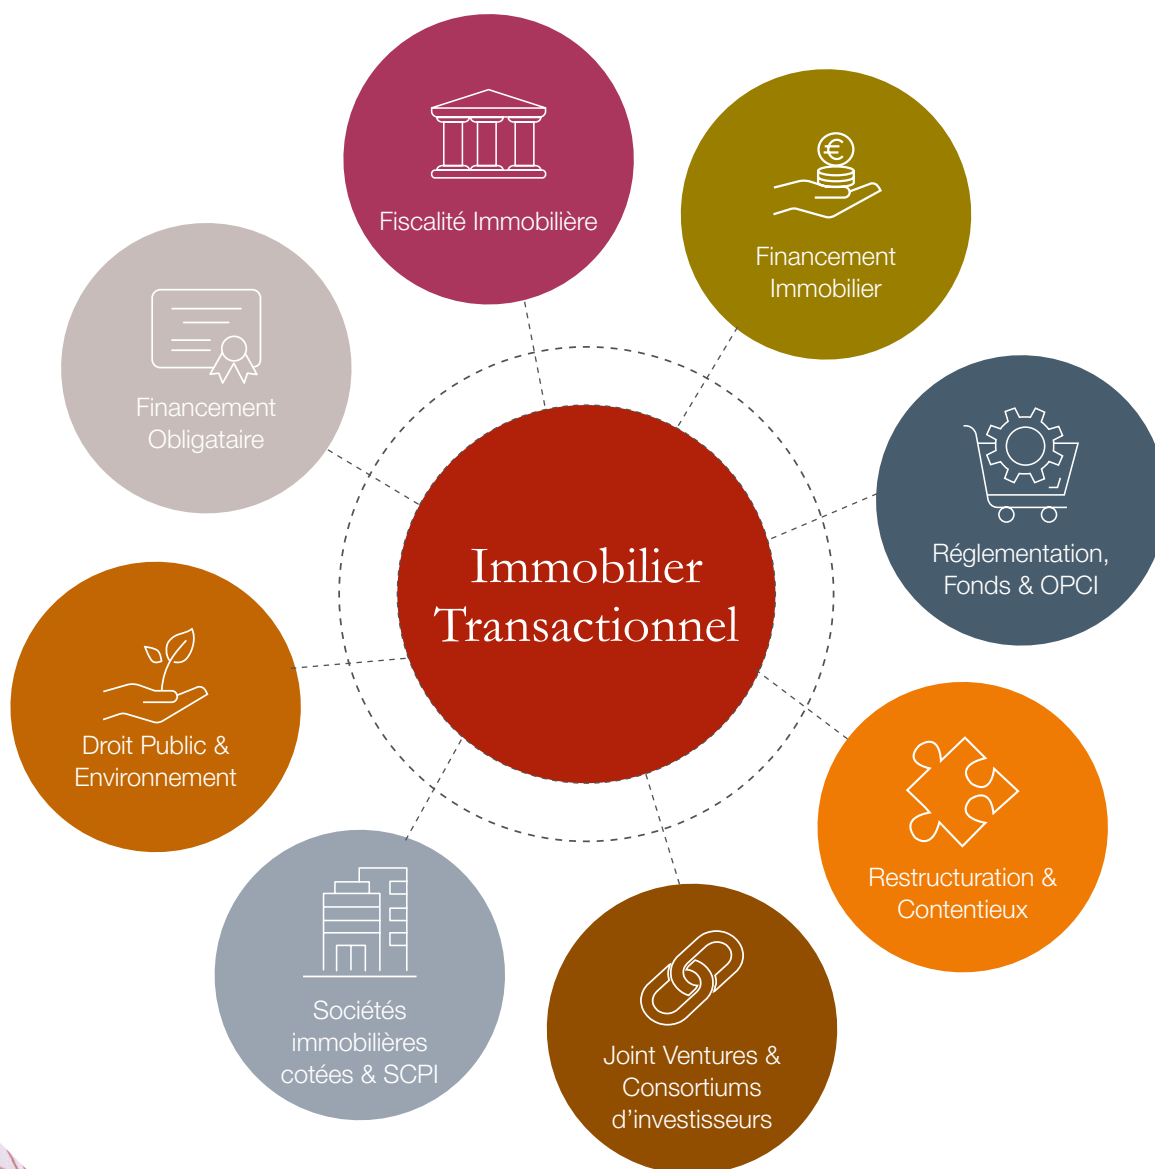 Fiscalité Immobilière
Financement
Immobilier
Financement
Obligataire
Réglementation,
Fonds & OPCI
Immobilier
Transactionnel
Droit Public &
Environnement
Restructuration &
Contentieux
Sociétés
immobilières
cotées & SCPI
Joint Ventures &
Consortiums
d’investisseurs